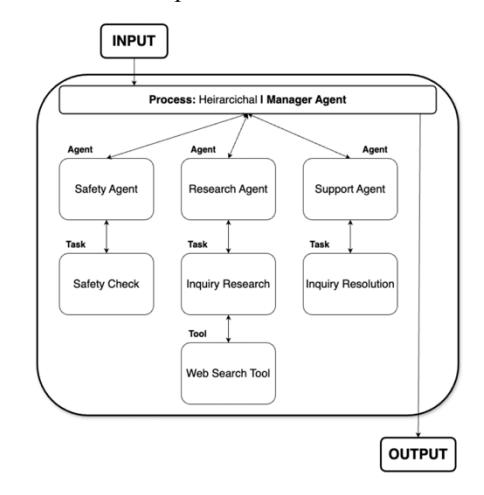 INPUT
Process: Heirarcichal I Manager Agent
Agent Agent Agent
Safety Agent Research Agent Support Agent
Task Task Task
Safety Check Inquiry Research Inquiry Resolution
Tool
Web Search Tool
OUTPUT